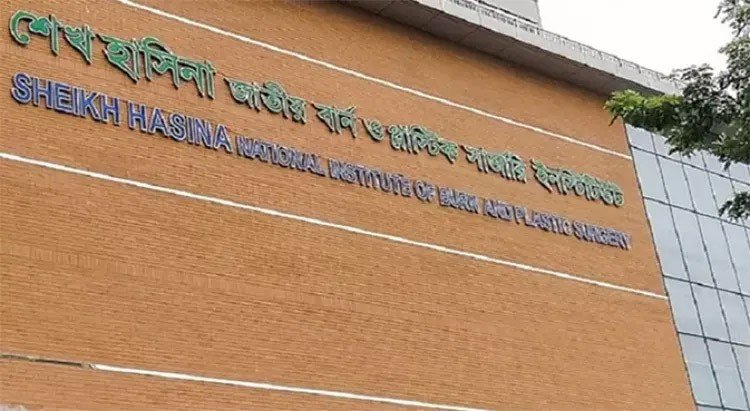 শেখ হাসিনা জাতীয় বার্ন ও প্লাস্টিক সার্জারি ইনস্টিটিউট
SHEIKH HASINA NATIONAL INSTITUTE OF BURN AND PLASTIC SURGERY